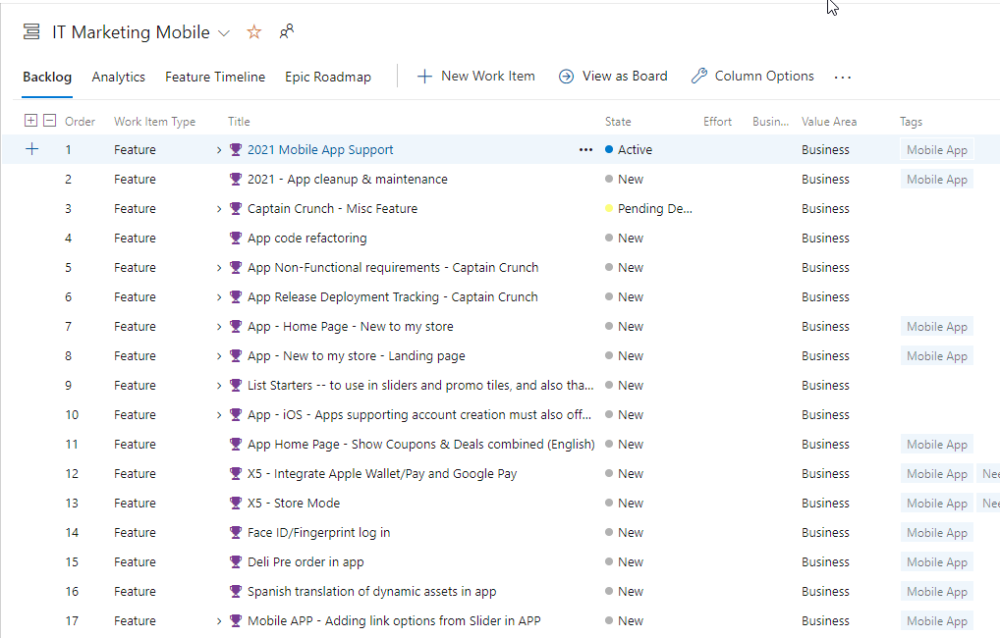 IT Marketing Mobile
Backlog Analytics Feature Timeline Epic Roadmap New Work Item View as Board Column Options ...
Order Work Item Type Title State Effort Busin... Value Area Tags
1 Feature 2021 Mobile App Support ... Active Business Mobile App
2 Feature 2021 - App cleanup & maintenance New Business Mobile App
3 Feature Captain Crunch - Misc Feature Pending De... Business
4 Feature App code refactoring New Business
5 Feature App Non-Functional requirements - Captain Crunch New Business
6 Feature App Release Deployment Tracking - Captain Crunch New Business
7 Feature App - Home Page - New to my store New Business Mobile App
8 Feature App - New to my store - Landing page New Business Mobile App
9 Feature List Starters -- to use in sliders and promo tiles, and also tha... New Business
10 Feature App - iOS - Apps supporting account creation must also off... New Business
11 Feature App Home Page - Show Coupons & Deals combined (English) New Business Mobile App
12 Feature X5 - Integrate Apple Wallet/Pay and Google Pay New Business Mobile App Nee
13 Feature X5 - Store Mode New Business Mobile App Nee
14 Feature Face ID/Fingerprint log in New Business Mobile App
15 Feature Deli Pre order in app New Business Mobile App
16 Feature Spanish translation of dynamic assets in app New Business Mobile App
17 Feature Mobile APP - Adding link options from Slider in APP New Business Mobile App